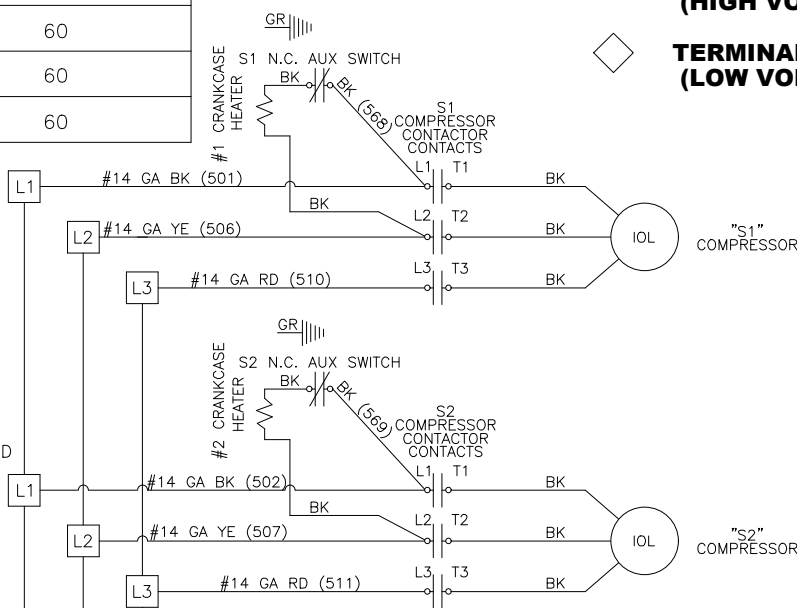 60
60
60
(HIGH VO
TERMINA
(LOW VO
GR
#1 CRANKCASE
HEATER
S1 N.C. AUX SWITCH
BK
BK (568)
S1
COMPRESSOR
CONTACTOR
CONTACTS
L1 T1
L1
#14 GA BK (501)
BK
BK
L2 T2
L2
#14 GA YE (506)
BK
IOL
"S1"
COMPRESSOR
L3 T3
L3
#14 GA RD (510)
BK
GR
#2 CRANKCASE
HEATER
S2 N.C. AUX SWITCH
BK
BK (569)
S2
COMPRESSOR
CONTACTOR
CONTACTS
D
L1 T1
L1
#14 GA BK (502)
BK
BK
L2 T2
L2
#14 GA YE (507)
BK
IOL
"S2"
COMPRESSOR
L3 T3
L3
#14 GA RD (511)
BK